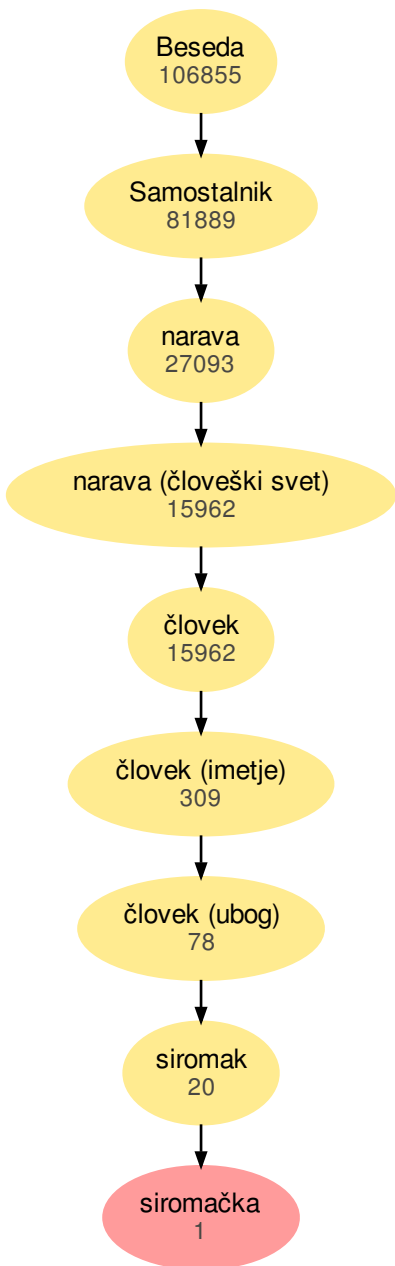 Beseda
106855
Samostalnik
81889
narava
27093
narava (človeški svet)
15962
človek
15962
človek (imetje)
309
človek (ubog)
78
siromak
20
siromačka
1